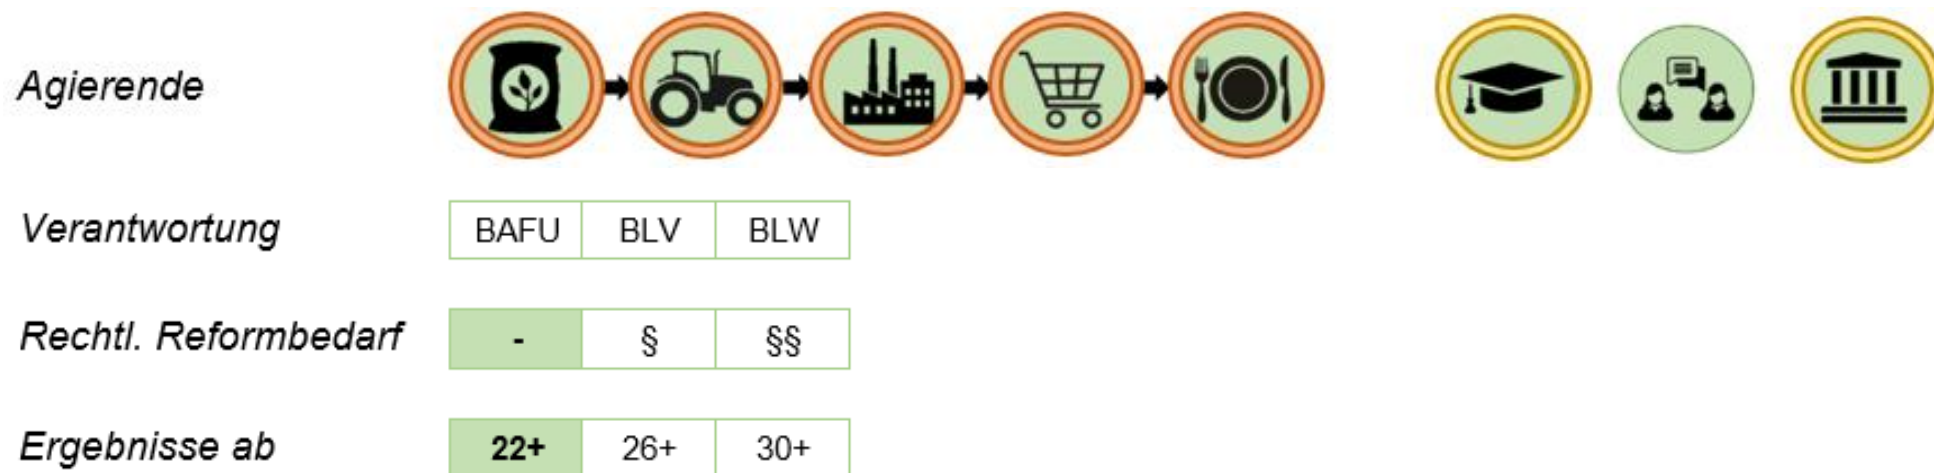 Agierende
Verantwortung BAFU BLV BLW
Rechtl. Reformbedarf - § §§
Ergebnisse ab 22+ 26+ 30+